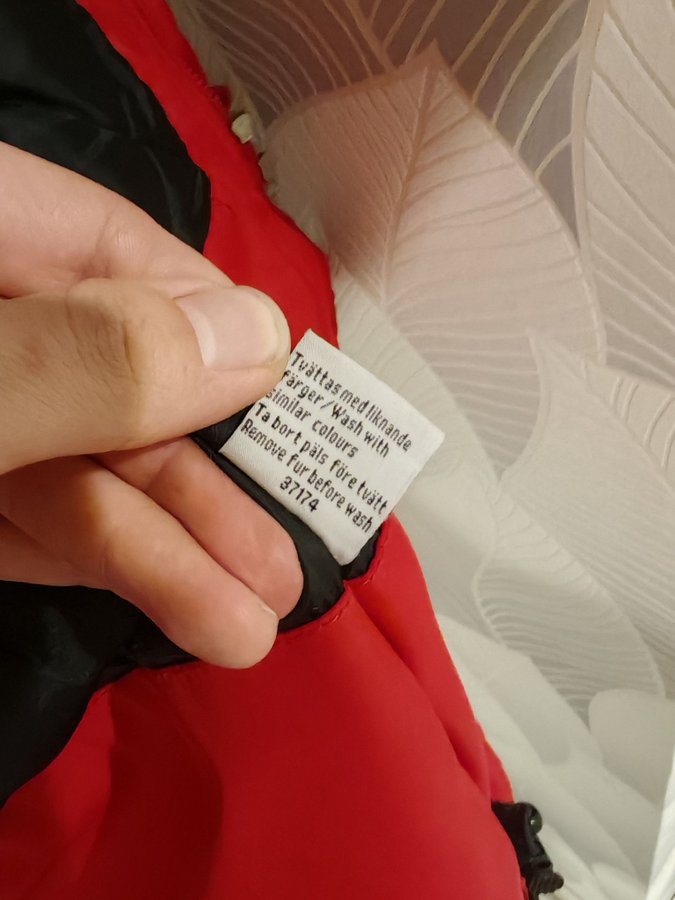 Tvättas med liknande
färger/Wash with
similar colours
Ta bort päls före tvätt
Remove fur before wash
37174